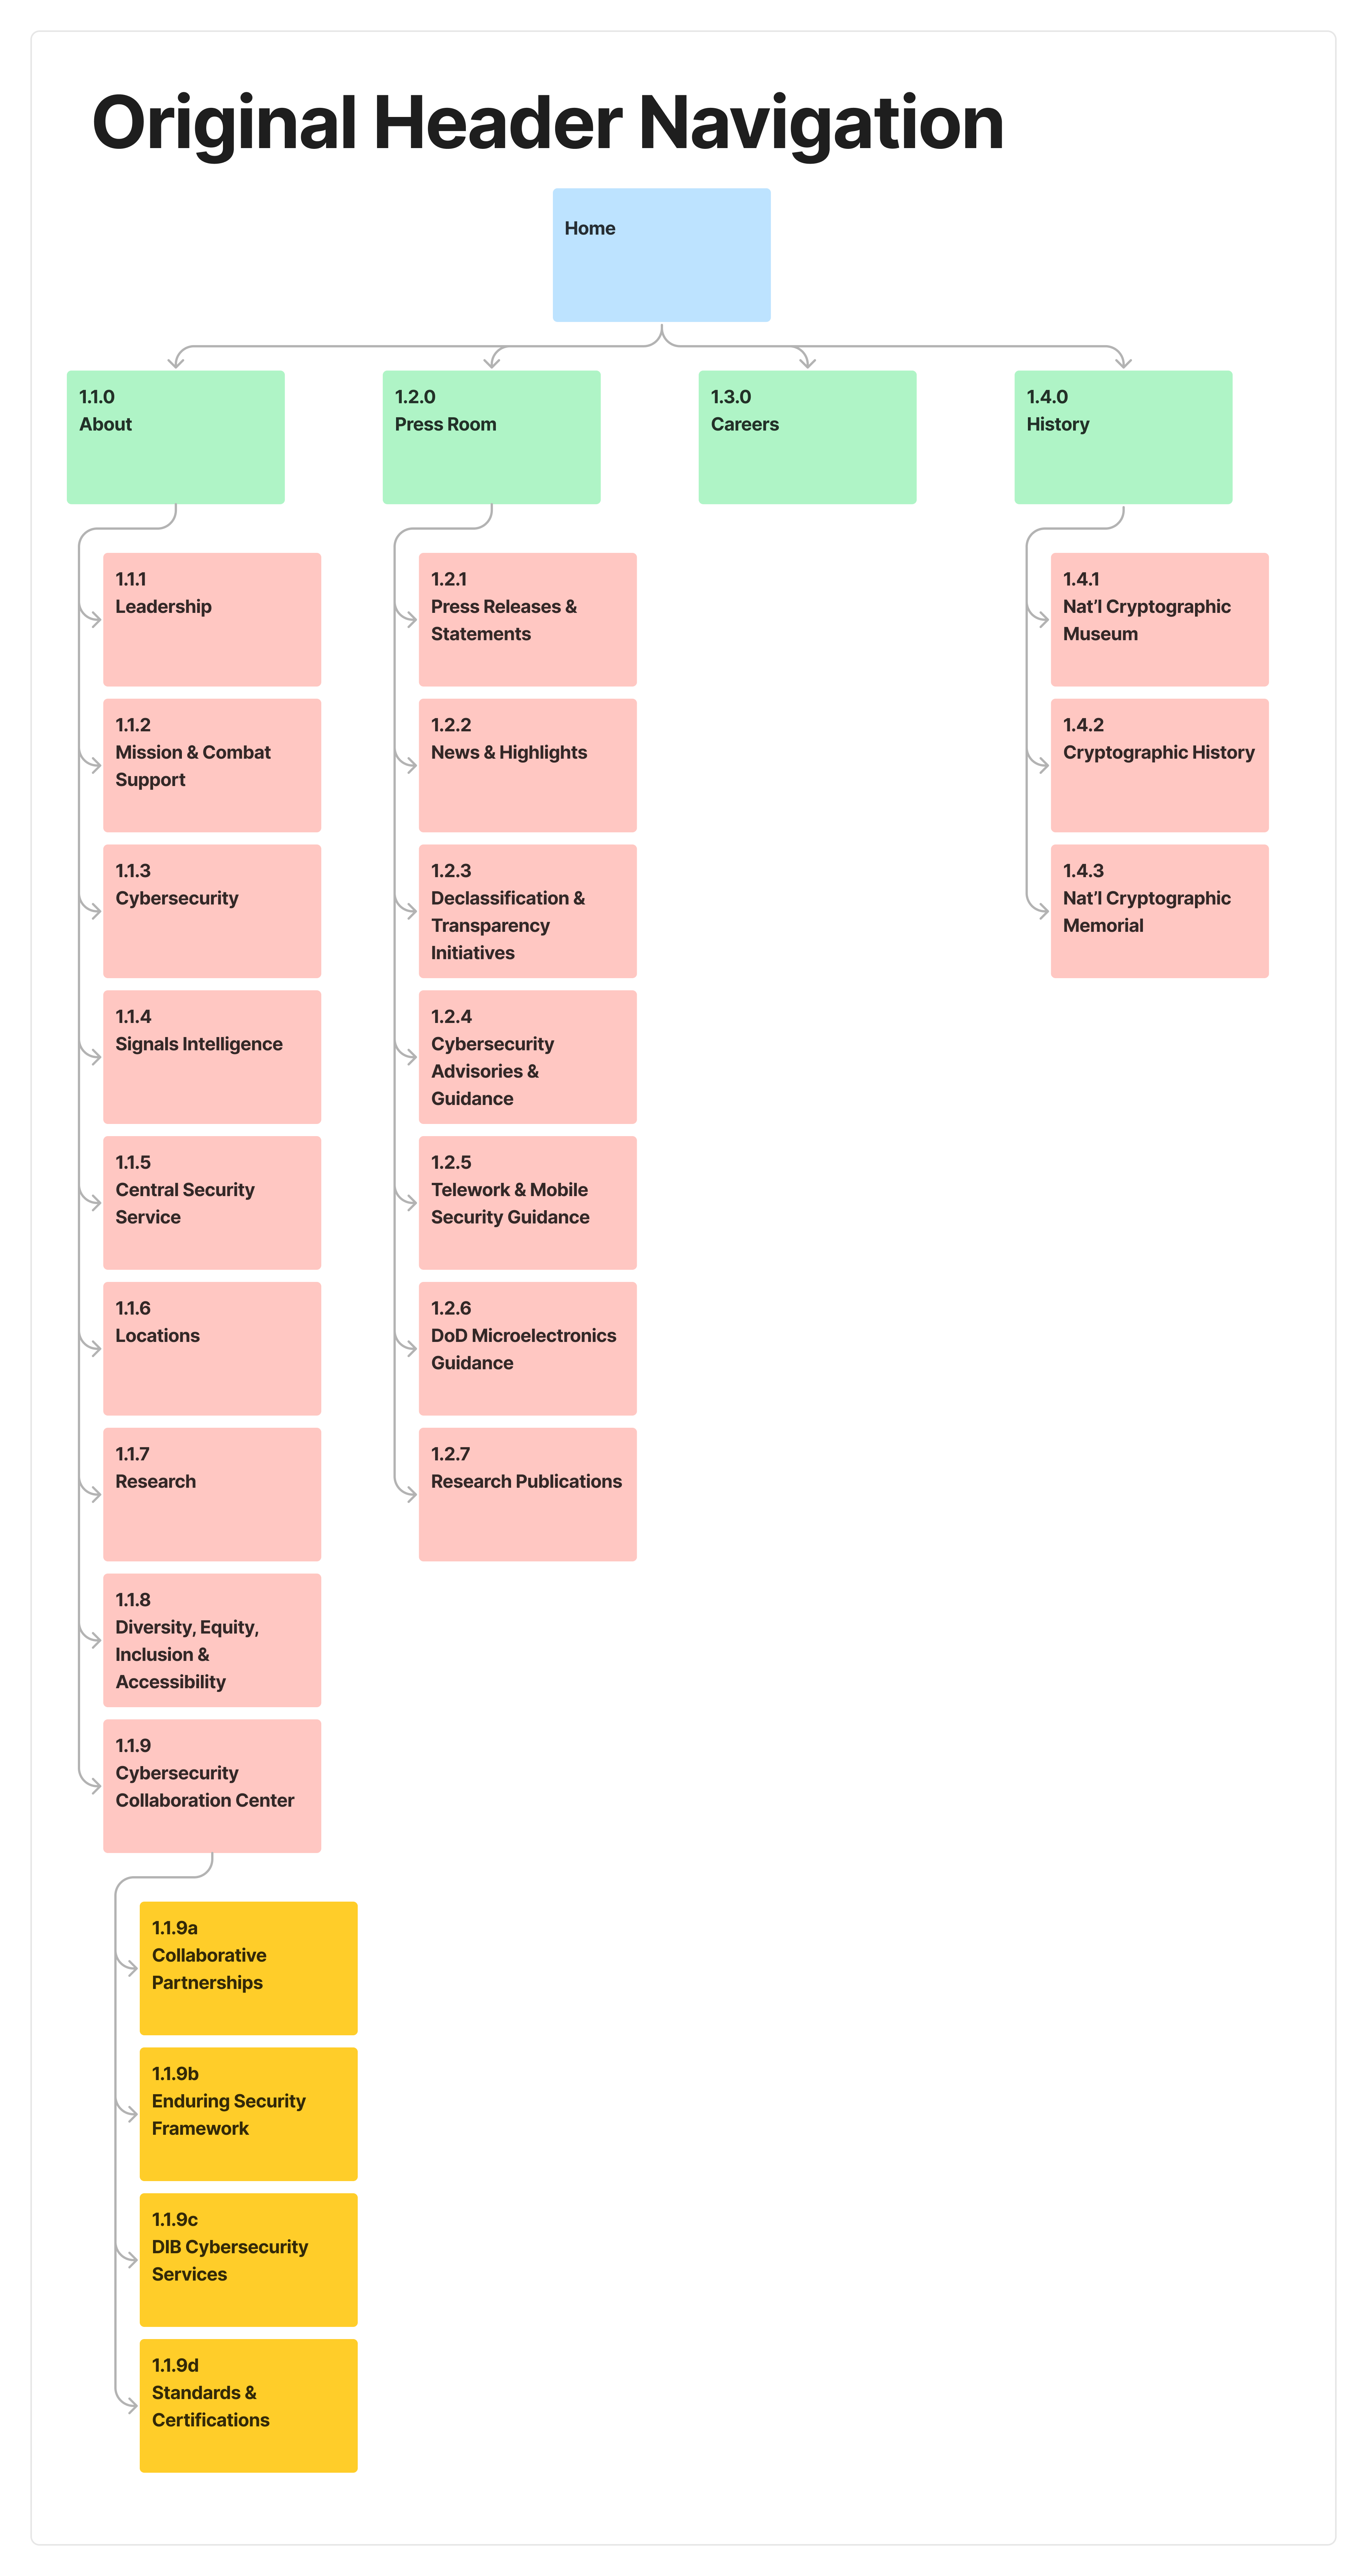 Original Header Navigation
Home
1.1.0
About
1.2.0
Press Room
1.3.0
Careers
1.4.0
History
1.1.1
Leadership
1.1.2
Mission & Combat
Support
1.1.3
Cybersecurity
1.1.4
Signals Intelligence
1.1.5
Central Security
Service
1.1.6
Locations
1.1.7
Research
1.1.8
Diversity, Equity,
Inclusion &
Accessibility
1.1.9
Cybersecurity
Collaboration Center
1.1.9a
Collaborative
Partnerships
1.1.9b
Enduring Security
Framework
1.1.9c
DIB Cybersecurity
Services
1.1.9d
Standards &
Certifications
1.2.1
Press Releases &
Statements
1.2.2
News & Highlights
1.2.3
Declassification &
Transparency
Initiatives
1.2.4
Cybersecurity
Advisories &
Guidance
1.2.5
Telework & Mobile
Security Guidance
1.2.6
DoD Microelectronics
Guidance
1.2.7
Research Publications
1.4.1
Nat’l Cryptographic
Museum
1.4.2
Cryptographic History
1.4.3
Nat’l Cryptographic
Memorial